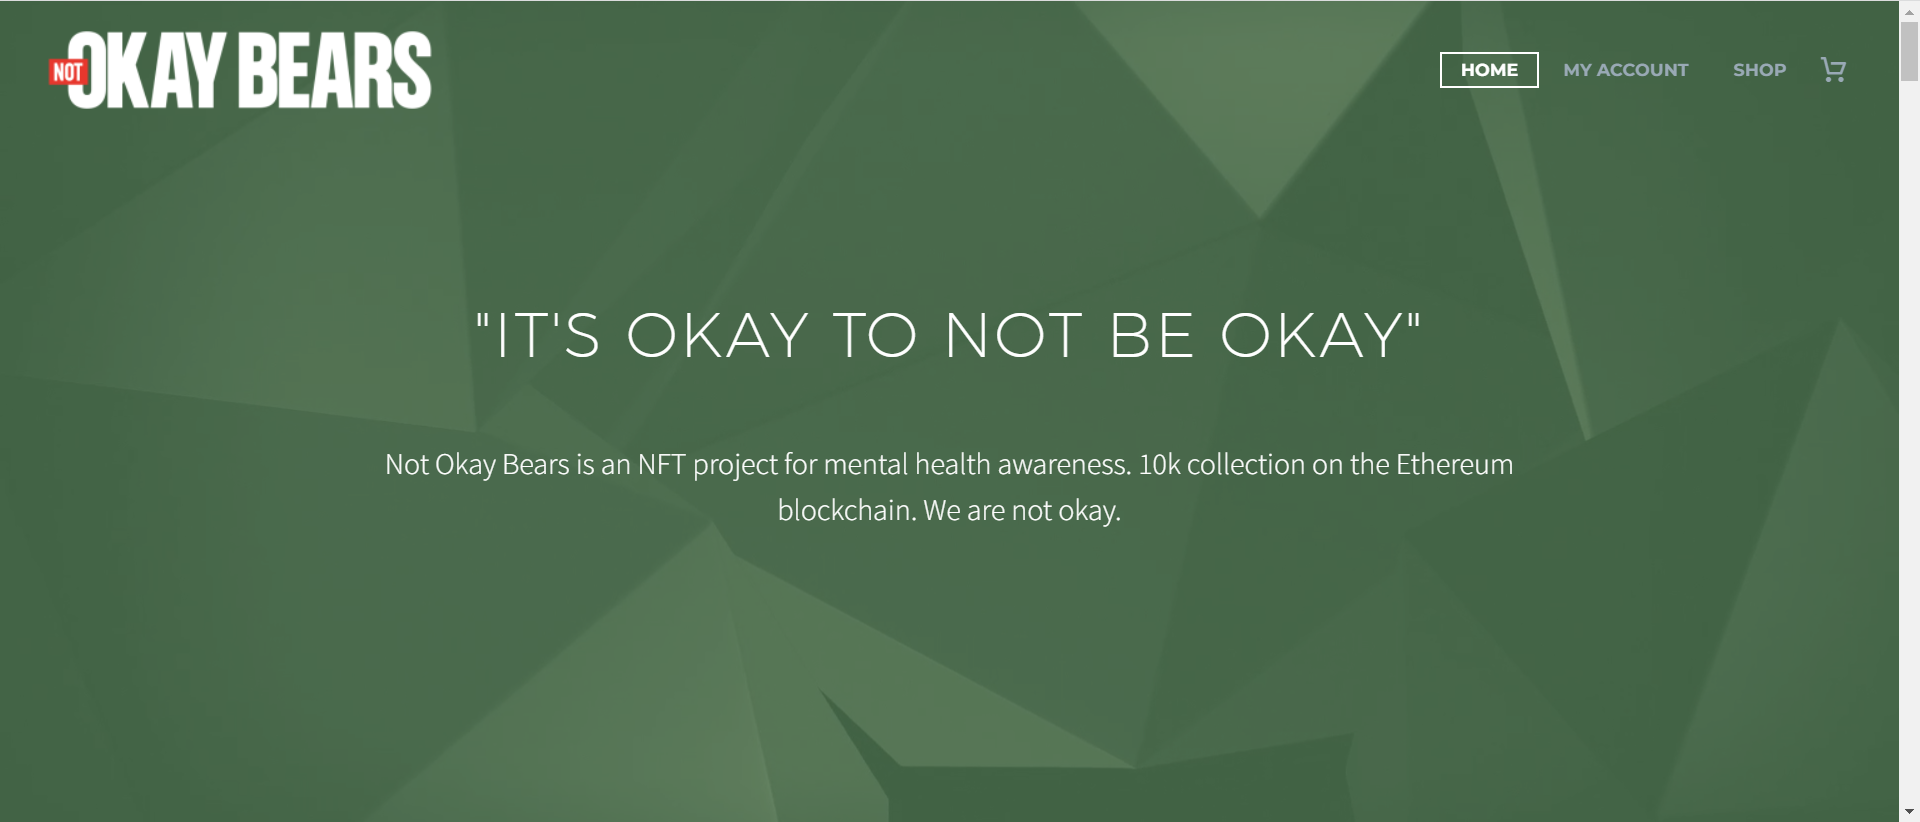 NOT OKAY BEARS
HOME MY ACCOUNT SHOP
"IT'S OKAY TO NOT BE OKAY"
Not Okay Bears is an NFT project for mental health awareness. 10k collection on the Ethereum
blockchain. We are not okay.